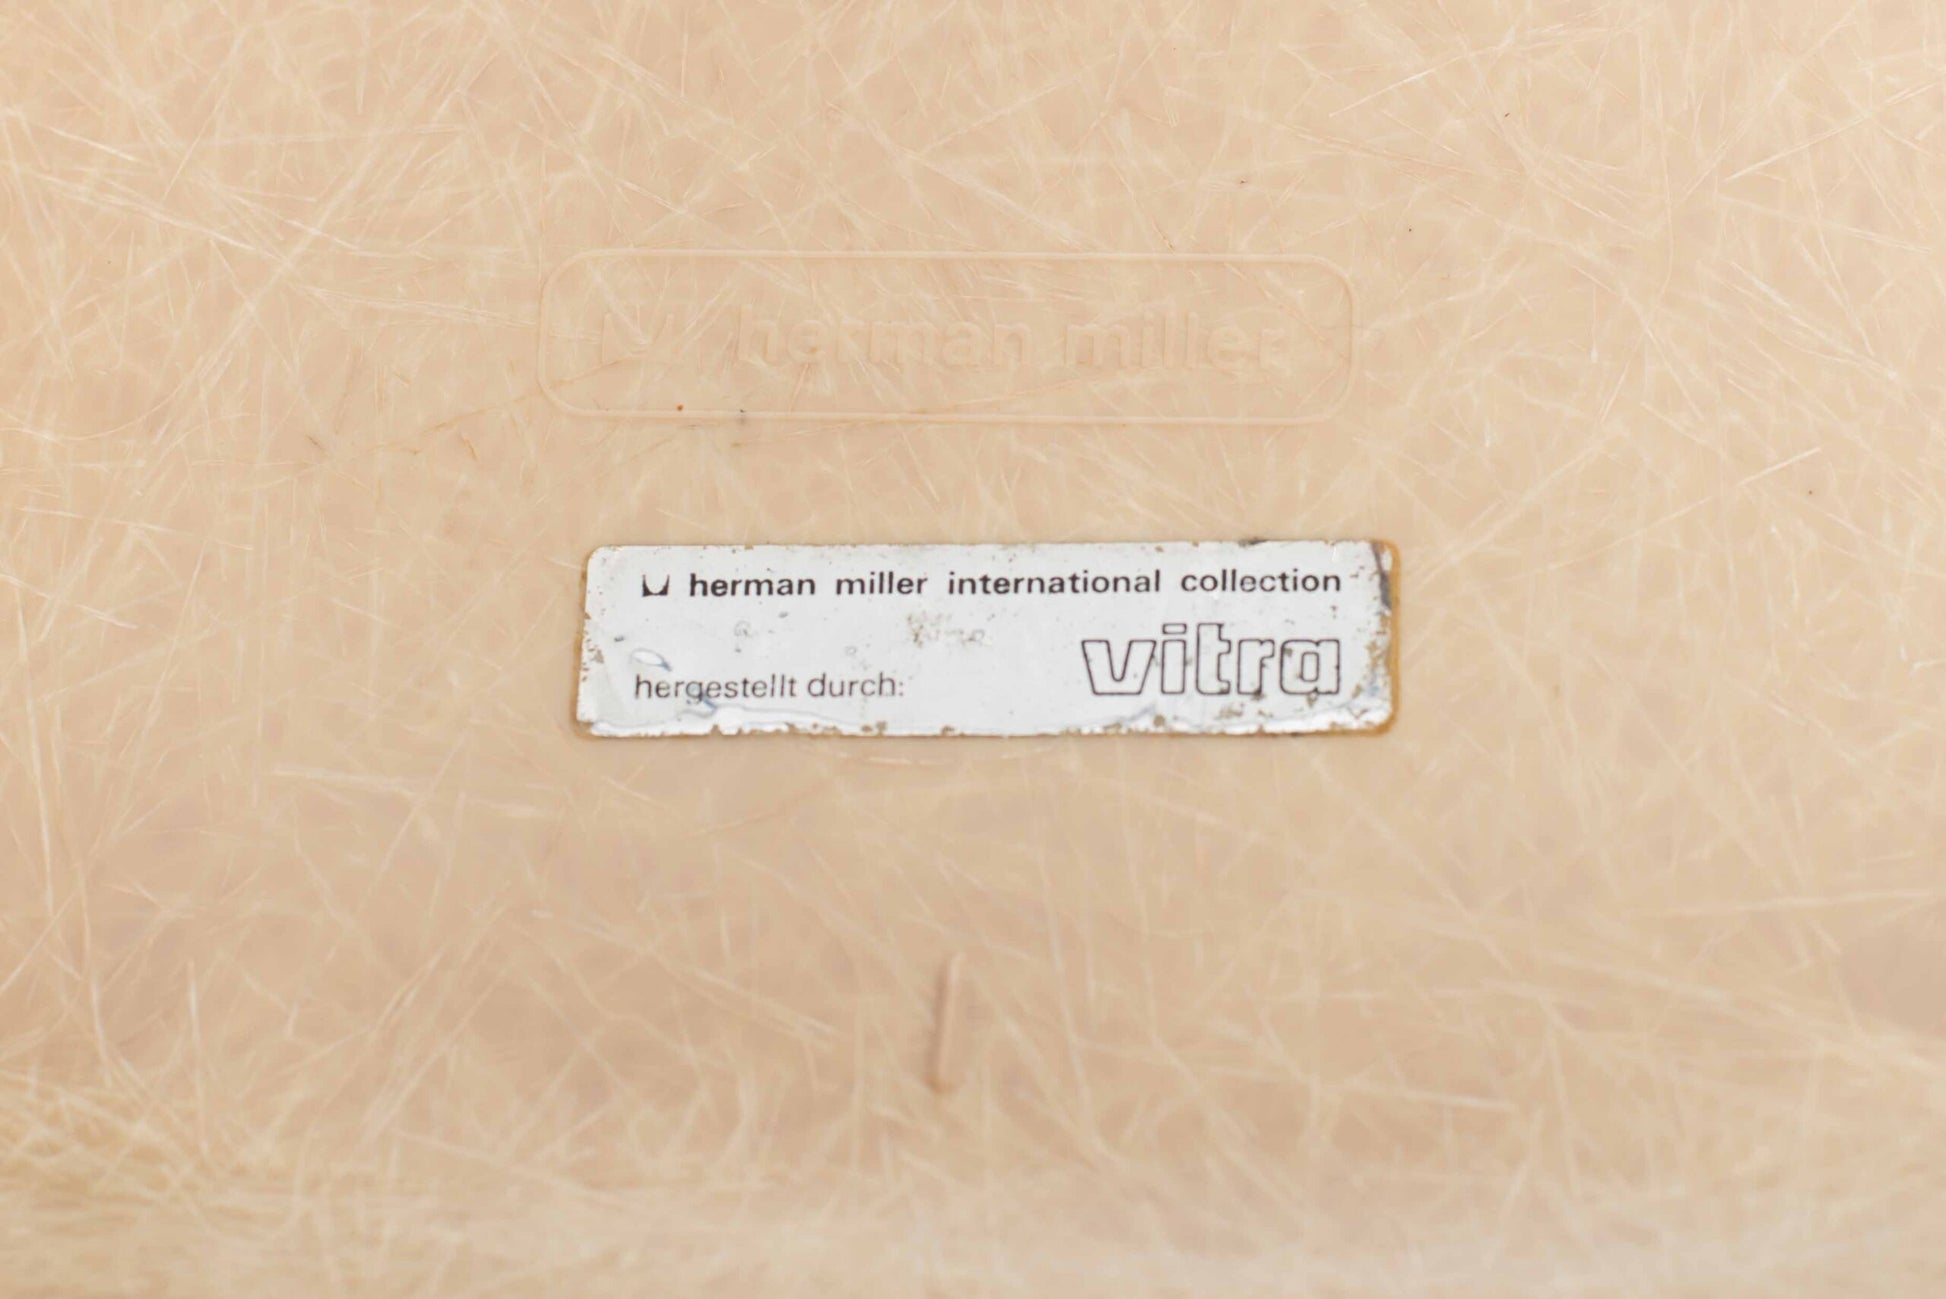 herman miller
herman miller international collection
vitra
hergestellt durch: